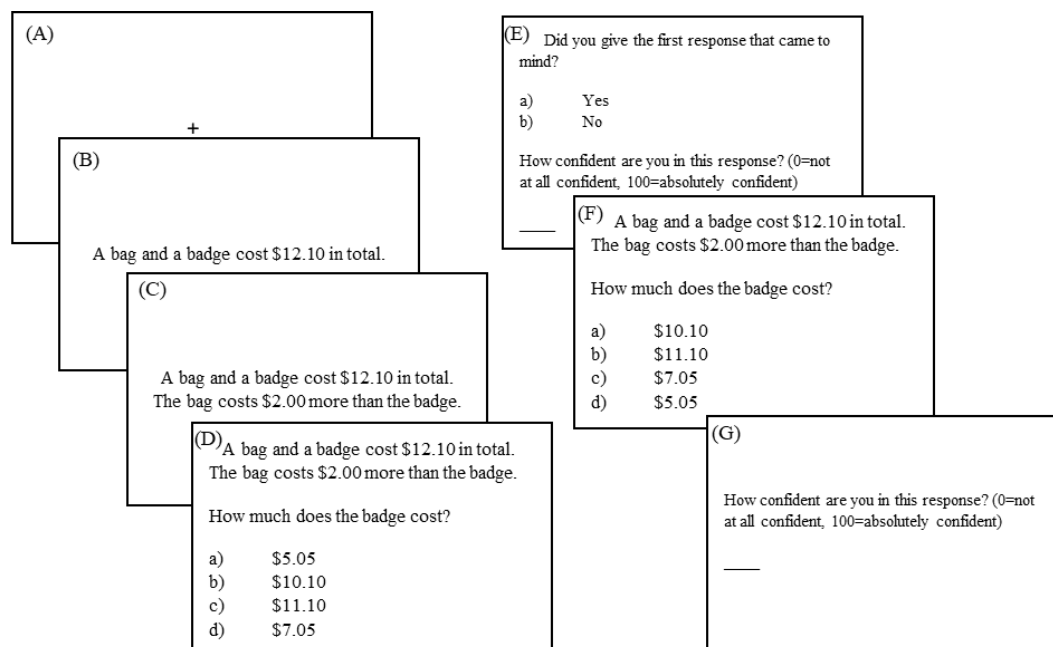 (A)
+
(B)
A bag and a badge cost $12.10 in total.
(C)
A bag and a badge cost $12.10 in total.
The bag costs $2.00 more than the badge.
(D) A bag and a badge cost $12.10 in total.
The bag costs $2.00 more than the badge.
How much does the badge cost?
a) $5.05
b) $10.10
c) $11.10
d) $7.05
(E) Did you give the first response that came to
mind?
a) Yes
b) No
How confident are you in this response? (0=not
at all confident, 100=absolutely confident)
____
(F) A bag and a badge cost $12.10 in total.
The bag costs $2.00 more than the badge.
How much does the badge cost?
a) $10.10
b) $11.10
c) $7.05
d) $5.05
(G)
How confident are you in this response? (0=not
at all confident, 100=absolutely confident)
____